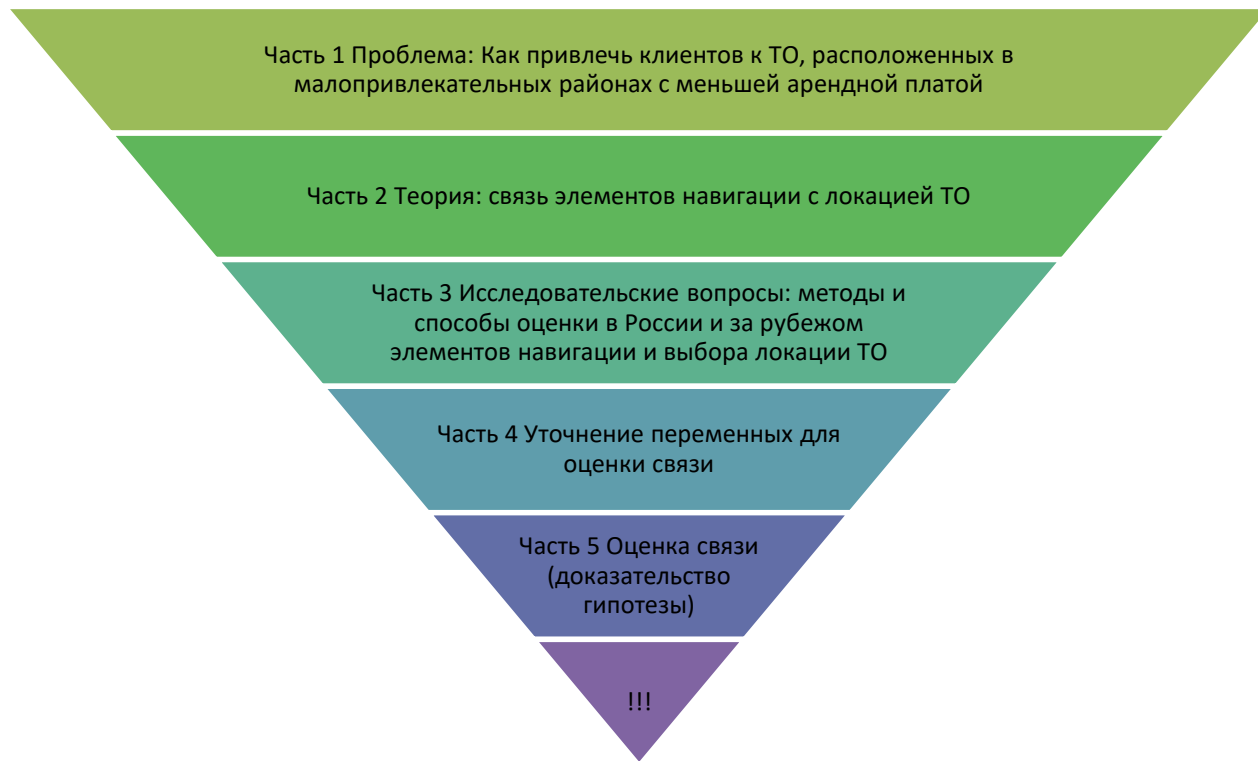 Часть 1 Проблема: Как привлечь клиентов к ТО, расположенных в
малопривлекательных районах с меньшей арендной платой
Часть 2 Теория: связь элементов навигации с локацией ТО
Часть 3 Исследовательские вопросы: методы и
способы оценки в России и за рубежом
элементов навигации и выбора локации ТО
Часть 4 Уточнение переменных для
оценки связи
Часть 5 Оценка связи
(доказательство
гипотезы)
!!!